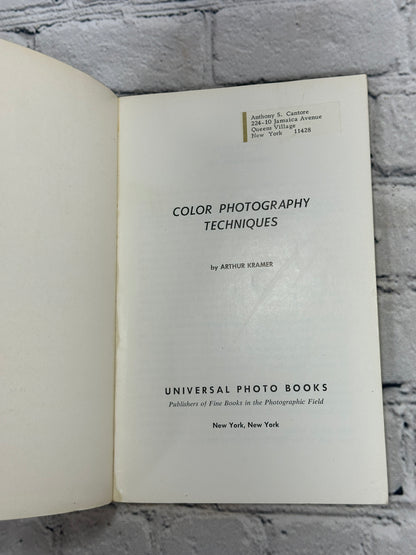 Anthony S. Cantore
224-10 Jamaica Avenue
Queens Village
New York 11428
COLOR PHOTOGRAPHY
TECHNIQUES
by ARTHUR KRAMER
UNIVERSAL PHOTO BOOKS
Publishers of Fine Books in the Photographic Field
New York, New York